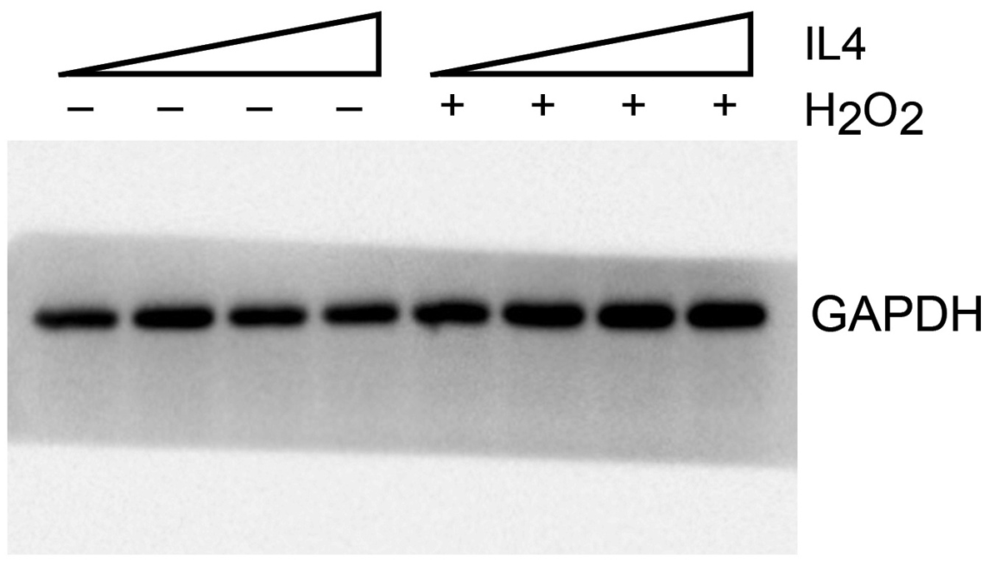 IL4
– – – – + + + + H2O2
GAPDH